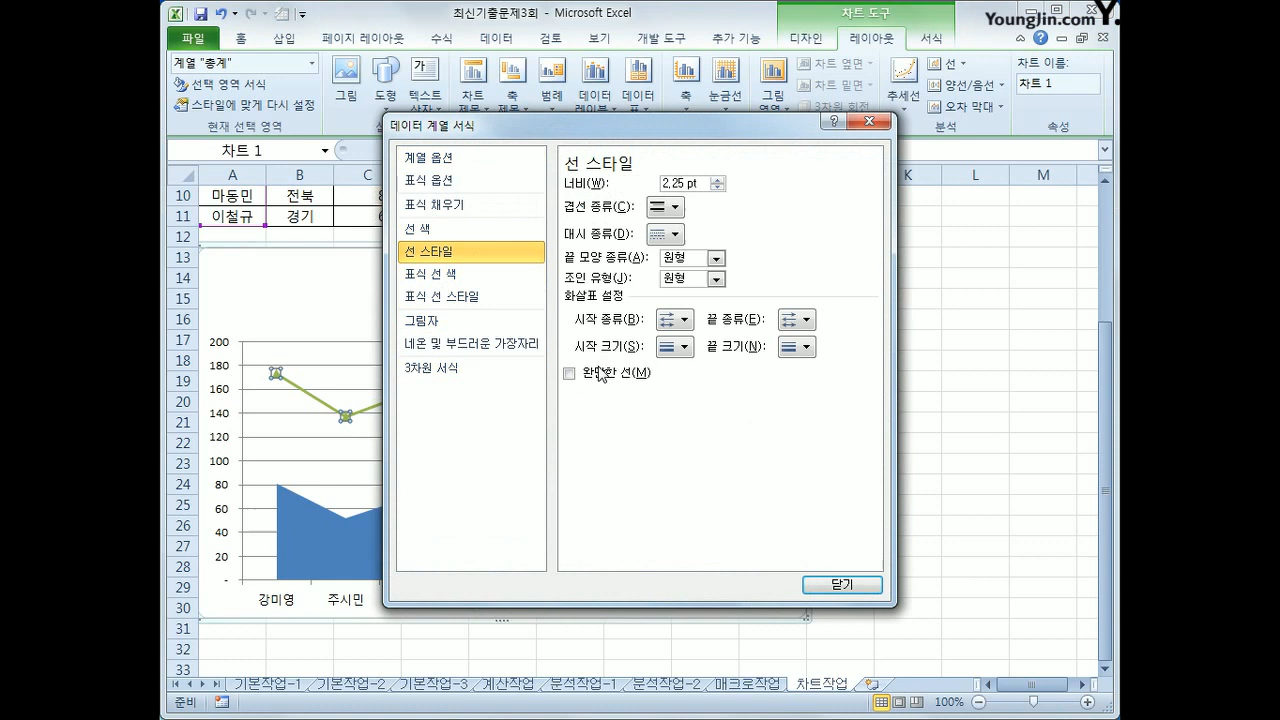 최신기출문제3회 - Microsoft Excel
차트 도구
YoungJin.com Y.
파일 홈 삽입 페이지 레이아웃 수식 데이터 검토 보기 개발 도구 추가 기능 디자인 레이아웃 서식
계열 "총계"
선택 영역 서식
스타일에 맞게 다시 설정
현재 선택 영역
그림 도형 텍스트 차트 축 범례 데이터 데이터 축 눈금선 그림 추세선
차트 옆면
차트 밑면
3차원 회전
선
양선/음선
오차 막대
분석
차트 이름:
차트 1
속성
차트 1
데이터 계열 서식
A B C K L M
10 마동민 전북
11 이철규 경기
12
13
14
15
16
17
18
19
20
21
22
23
24
25
26
27
28
29
30
31
32
33
200
180
160
140
120
100
80
60
40
20
-
강미영 주시민
계열 옵션
표식 옵션
표식 채우기
선 색
선 스타일
표식 선 색
표식 선 스타일
그림자
네온 및 부드러운 가장자리
3차원 서식
선 스타일
너비(W): 2.25 pt
겹선 종류(C):
대시 종류(D):
끝 모양 종류(A): 원형
조인 유형(J): 원형
화살표 설정
시작 종류(B): 끝 종류(E):
시작 크기(S): 끝 크기(N):
완만한 선(M)
닫기
기본작업-1 기본작업-2 기본작업-3 계산작업 분석작업-1 분석작업-2 매크로작업 차트작업
준비 100%